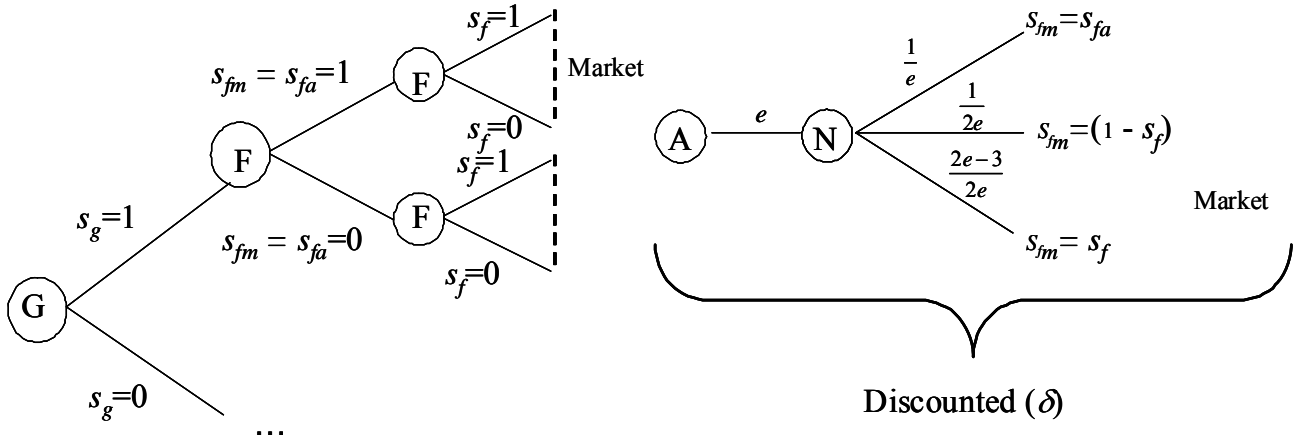 s_f=1
s_fm = s_fa=1
F
Market
s_f=0
F
s_f=1
s_g=1
s_fm = s_fa=0
F
s_f=0
G
s_g=0
...
A
e
N
1/e
s_fm=s_fa
1/2e
s_fm=(1 - s_f)
2e-3/2e
s_fm= s_f
Market
Discounted (δ)